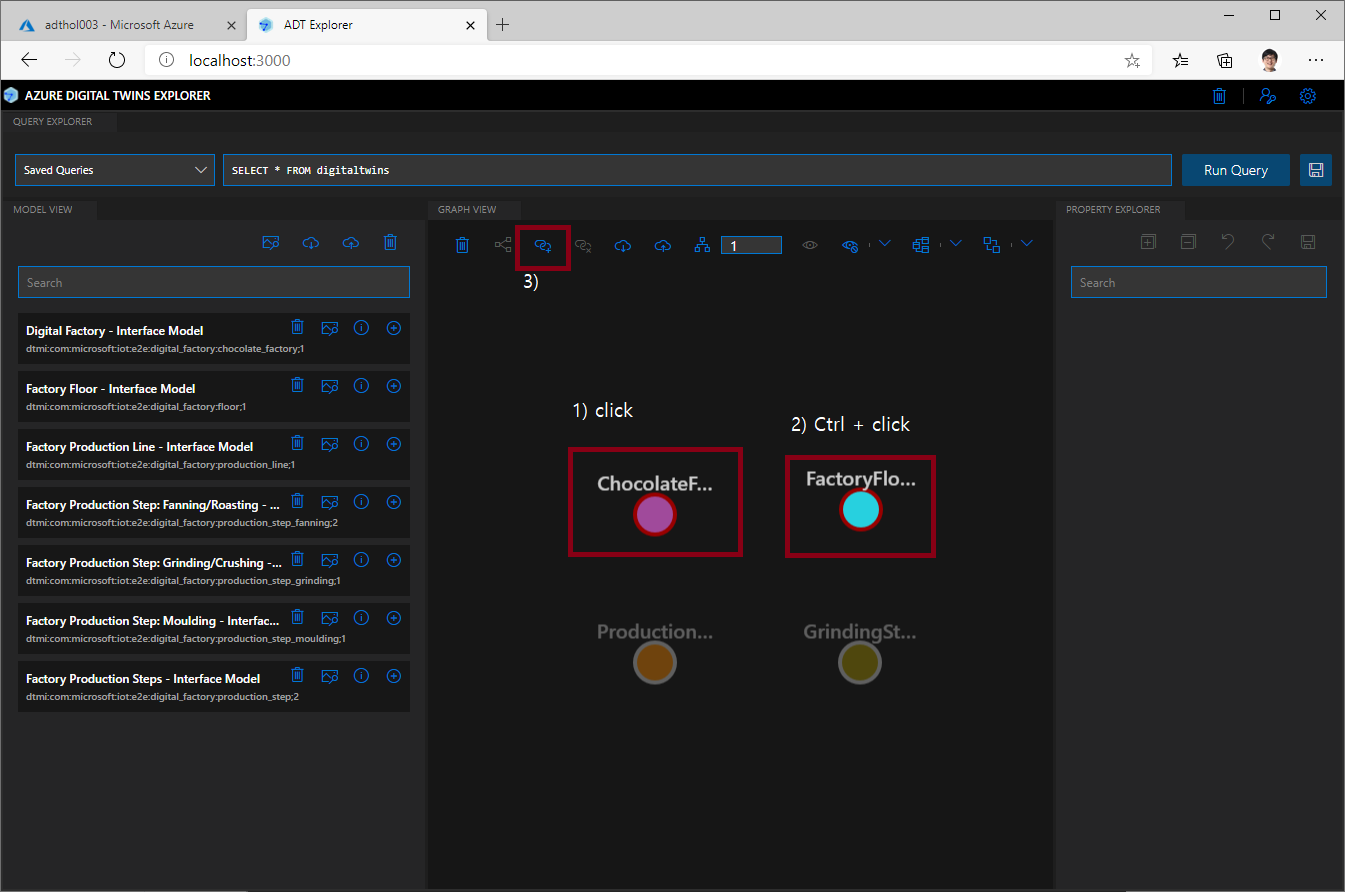 adthol003 - Microsoft Azure
ADT Explorer
localhost:3000
AZURE DIGITAL TWINS EXPLORER
QUERY EXPLORER
Saved Queries
SELECT * FROM digitaltwins
Run Query
MODEL VIEW
Search
Digital Factory - Interface Model
dtmi:com:microsoft:iot:e2e:digital_factory:chocolate_factory;1
Factory Floor - Interface Model
dtmi:com:microsoft:iot:e2e:digital_factory:floor;1
Factory Production Line - Interface Model
dtmi:com:microsoft:iot:e2e:digital_factory:production_line;1
Factory Production Step: Fanning/Roasting - ...
dtmi:com:microsoft:iot:e2e:digital_factory:production_step_fanning;2
Factory Production Step: Grinding/Crushing -...
dtmi:com:microsoft:iot:e2e:digital_factory:production_step_grinding;1
Factory Production Step: Moulding - Interfac...
dtmi:com:microsoft:iot:e2e:digital_factory:production_step_moulding;1
Factory Production Steps - Interface Model
dtmi:com:microsoft:iot:e2e:digital_factory:production_step;2
GRAPH VIEW
1
3)
1) click
2) Ctrl + click
ChocolateF...
FactoryFlo...
Production...
GrindingSt...
PROPERTY EXPLORER
Search